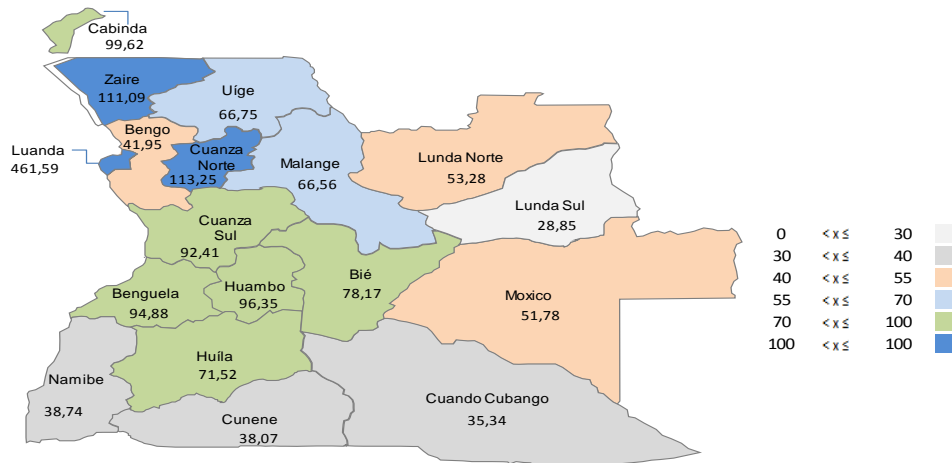 Cabinda
99,62
Zaire
111,09
Uíge
66,75
Bengo
41,95
Luanda
461,59
Cuanza
Norte
113,25
Malange
66,56
Lunda Norte
53,28
Lunda Sul
28,85
Cuanza
Sul
92,41
Benguela
94,88
Huambo
96,35
Bié
78,17
Moxico
51,78
Namibe
38,74
Huíla
71,52
Cunene
38,07
Cuando Cubango
35,34
0 < x ≤ 30
30 < x ≤ 40
40 < x ≤ 55
55 < x ≤ 70
70 < x ≤ 100
100 < x ≤ 100